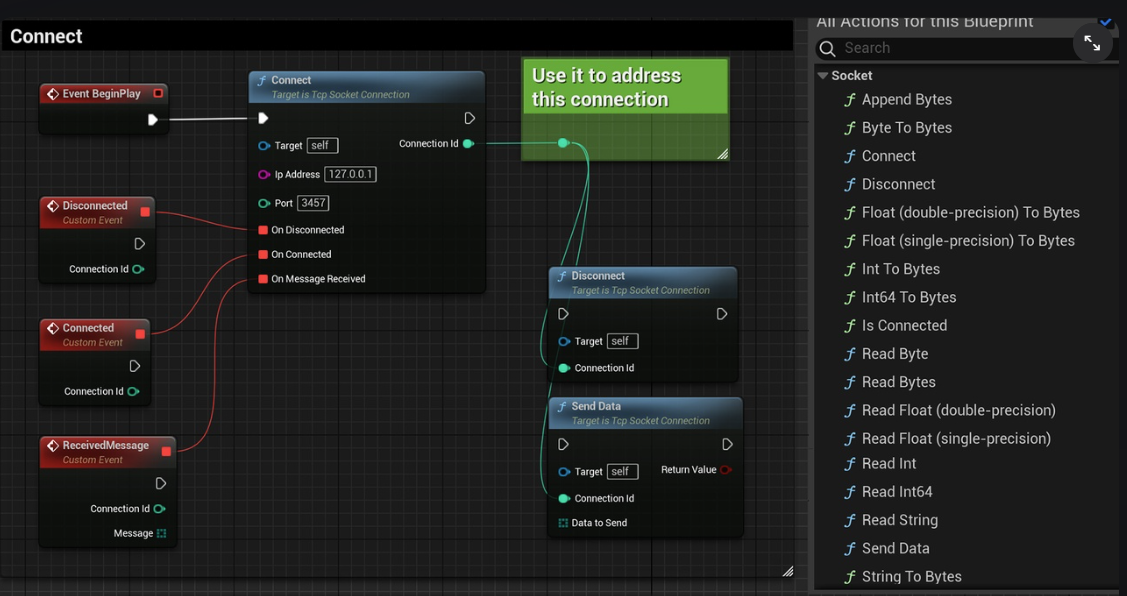 Connect
Event BeginPlay
Connect
Target is Tcp Socket Connection
Target self
Connection Id
Ip Address 127.0.0.1
Port 3457
On Disconnected
On Connected
On Message Received
Disconnected
Custom Event
Connection Id
Connected
Custom Event
Connection Id
ReceivedMessage
Custom Event
Connection Id
Message
Use it to address
this connection
Disconnect
Target is Tcp Socket Connection
Target self
Connection Id
Send Data
Target is Tcp Socket Connection
Target self
Return Value
Connection Id
Data to Send
All Actions for this Blueprint
Search
Socket
Append Bytes
Byte To Bytes
Connect
Disconnect
Float (double-precision) To Bytes
Float (single-precision) To Bytes
Int To Bytes
Int64 To Bytes
Is Connected
Read Byte
Read Bytes
Read Float (double-precision)
Read Float (single-precision)
Read Int
Read Int64
Read String
Send Data
String To Bytes